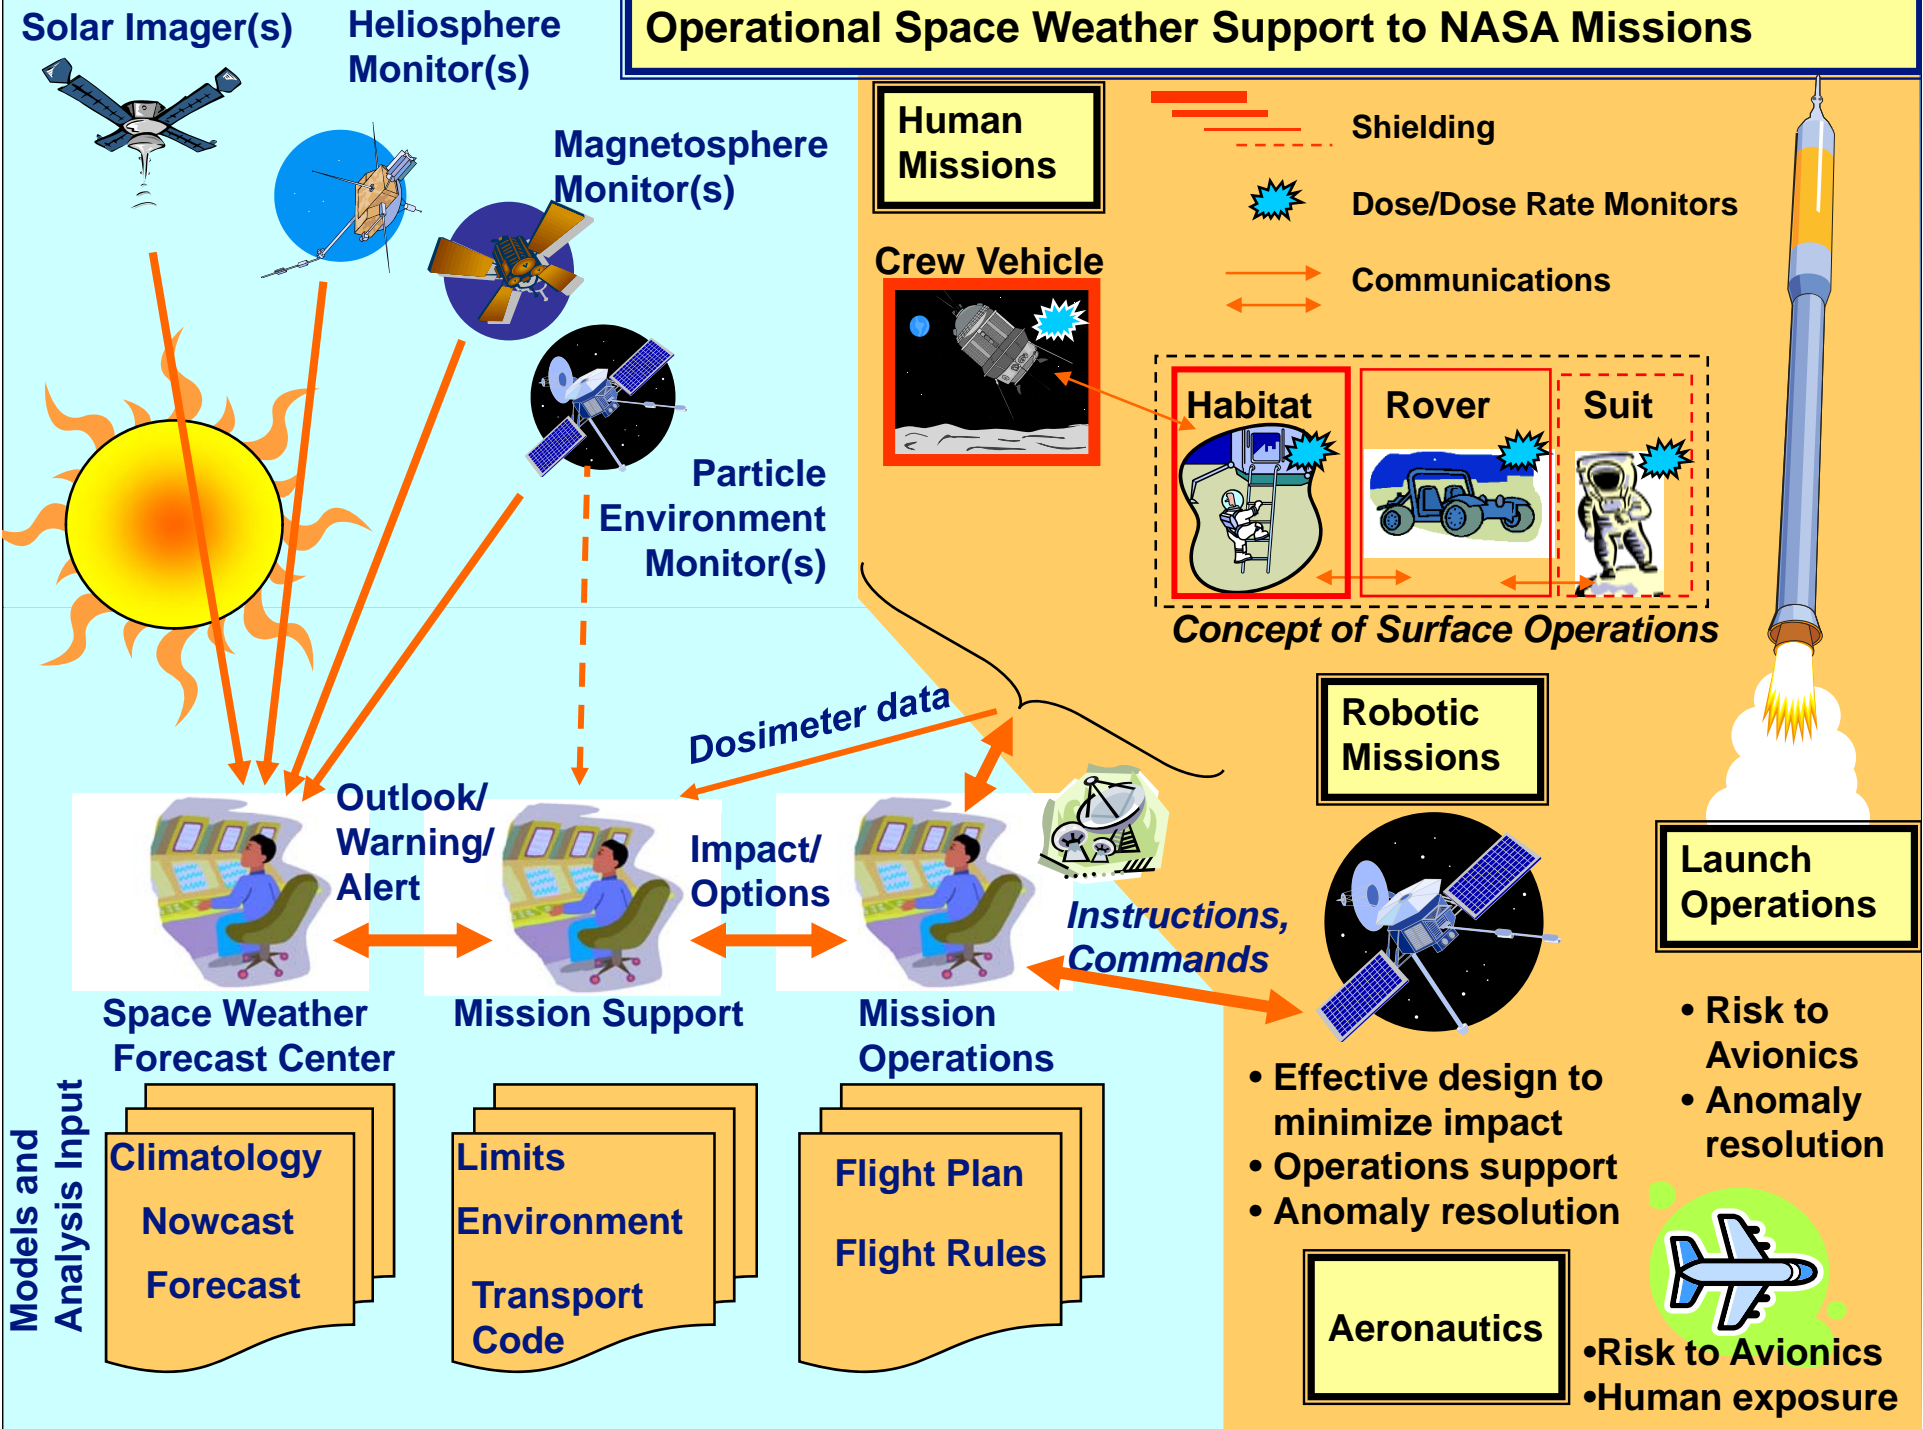 Operational Space Weather Support to NASA Missions
Solar Imager(s)
Heliosphere
Monitor(s)
Magnetosphere
Monitor(s)
Particle
Environment
Monitor(s)
Human
Missions
Shielding
Dose/Dose Rate Monitors
Communications
Crew Vehicle
Habitat
Rover
Suit
Concept of Surface Operations
Dosimeter data
Robotic
Missions
Launch
Operations
Outlook/
Warning/
Alert
Impact/
Options
Instructions,
Commands
Space Weather
Forecast Center
Mission Support
Mission
Operations
Models and
Analysis Input
Climatology
Nowcast
Forecast
Limits
Environment
Transport
Code
Flight Plan
Flight Rules
• Effective design to
minimize impact
• Operations support
• Anomaly resolution
• Risk to
Avionics
• Anomaly
resolution
Aeronautics
•Risk to Avionics
•Human exposure